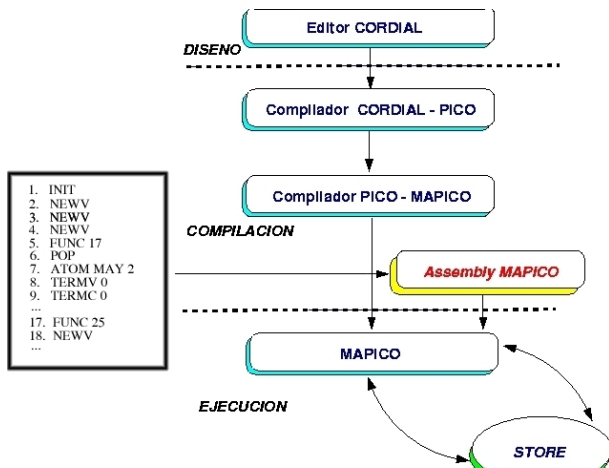 Editor CORDIAL
DISENO
Compilador CORDIAL - PICO
Compilador PICO - MAPICO
COMPILACION
1. INIT
2. NEWV
3. NEWV
4. NEWV
5. FUNC 17
6. POP
7. ATOM MAY 2
8. TERMV 0
9. TERMC 0
...
17. FUNC 25
18. NEWV
...
Assembly MAPICO
MAPICO
EJECUCION
STORE